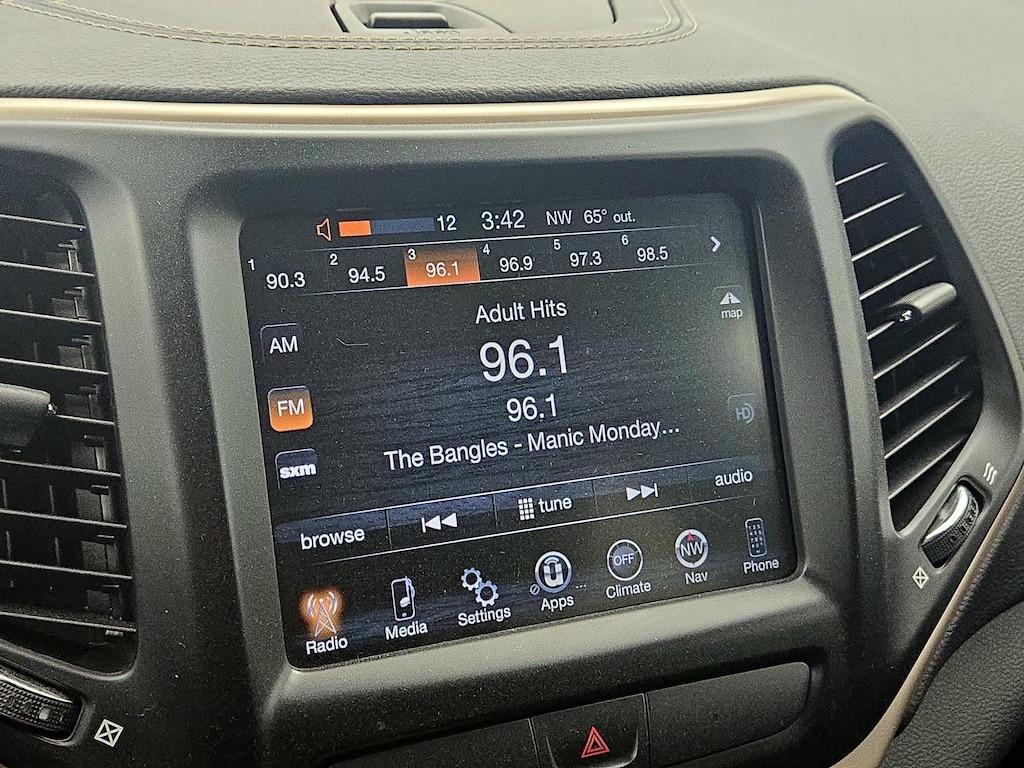 12 3:42 NW 65° out.
1 90.3 2 94.5 3 96.1 4 96.9 5 97.3 6 98.5
Adult Hits
map
AM
96.1
FM
96.1
HD
The Bangles - Manic Monday...
sxm
browse tune audio
Radio Media Settings Apps ... OFF Climate NW Nav Phone